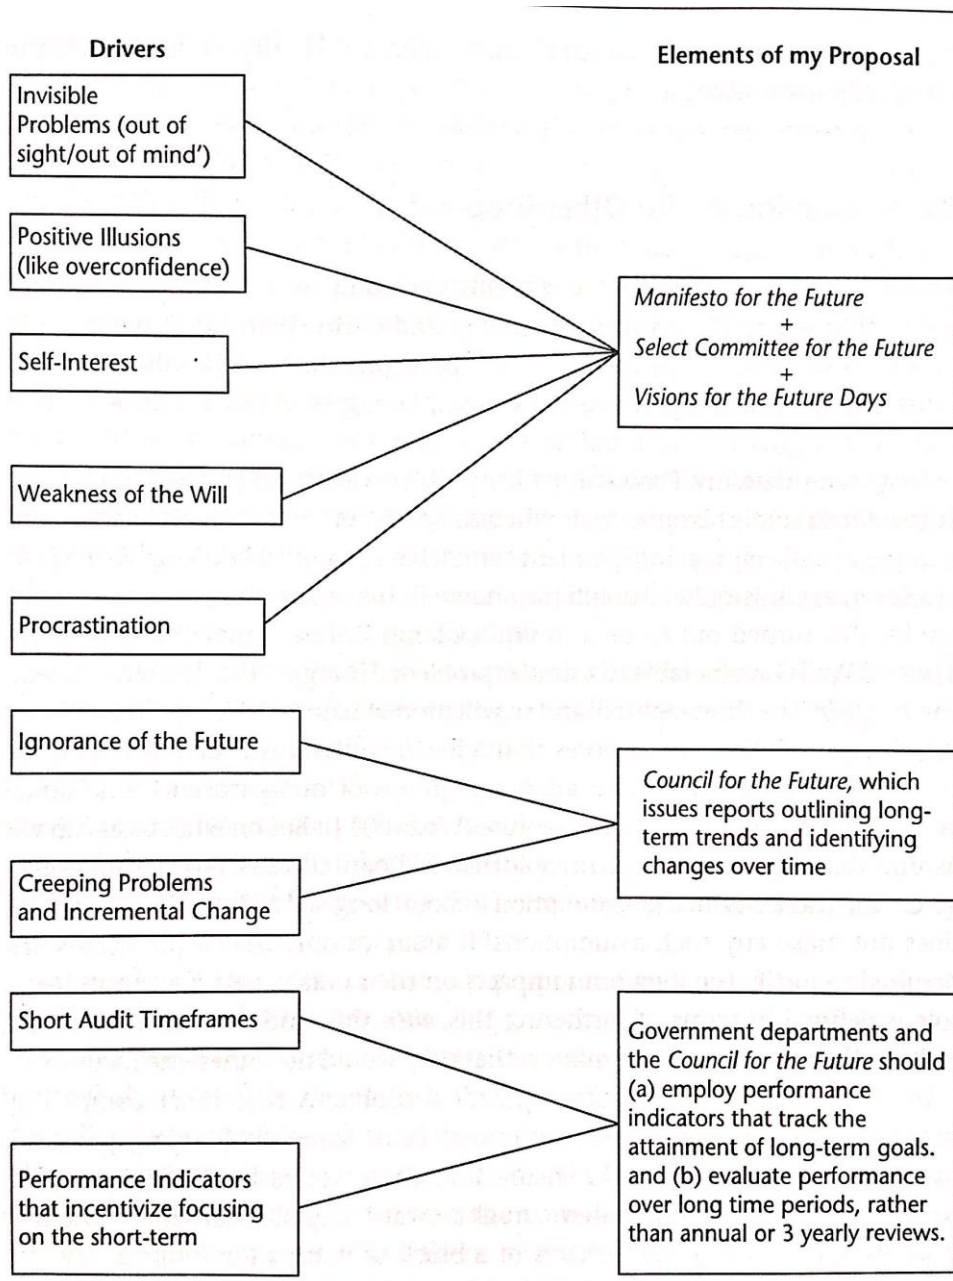 Drivers
Invisible
Problems (out of
sight/out of mind')
Positive Illusions
(like overconfidence)
Self-Interest
Weakness of the Will
Procrastination
Ignorance of the Future
Creeping Problems
and Incremental Change
Short Audit Timeframes
Performance Indicators
that incentivize focusing
on the short-term
Elements of my Proposal
Manifesto for the Future
+
Select Committee for the Future
+
Visions for the Future Days
Council for the Future, which
issues reports outlining long-
term trends and identifying
changes over time
Government departments and
the Council for the Future should
(a) employ performance
indicators that track the
attainment of long-term goals.
and (b) evaluate performance
over long time periods, rather
than annual or 3 yearly reviews.